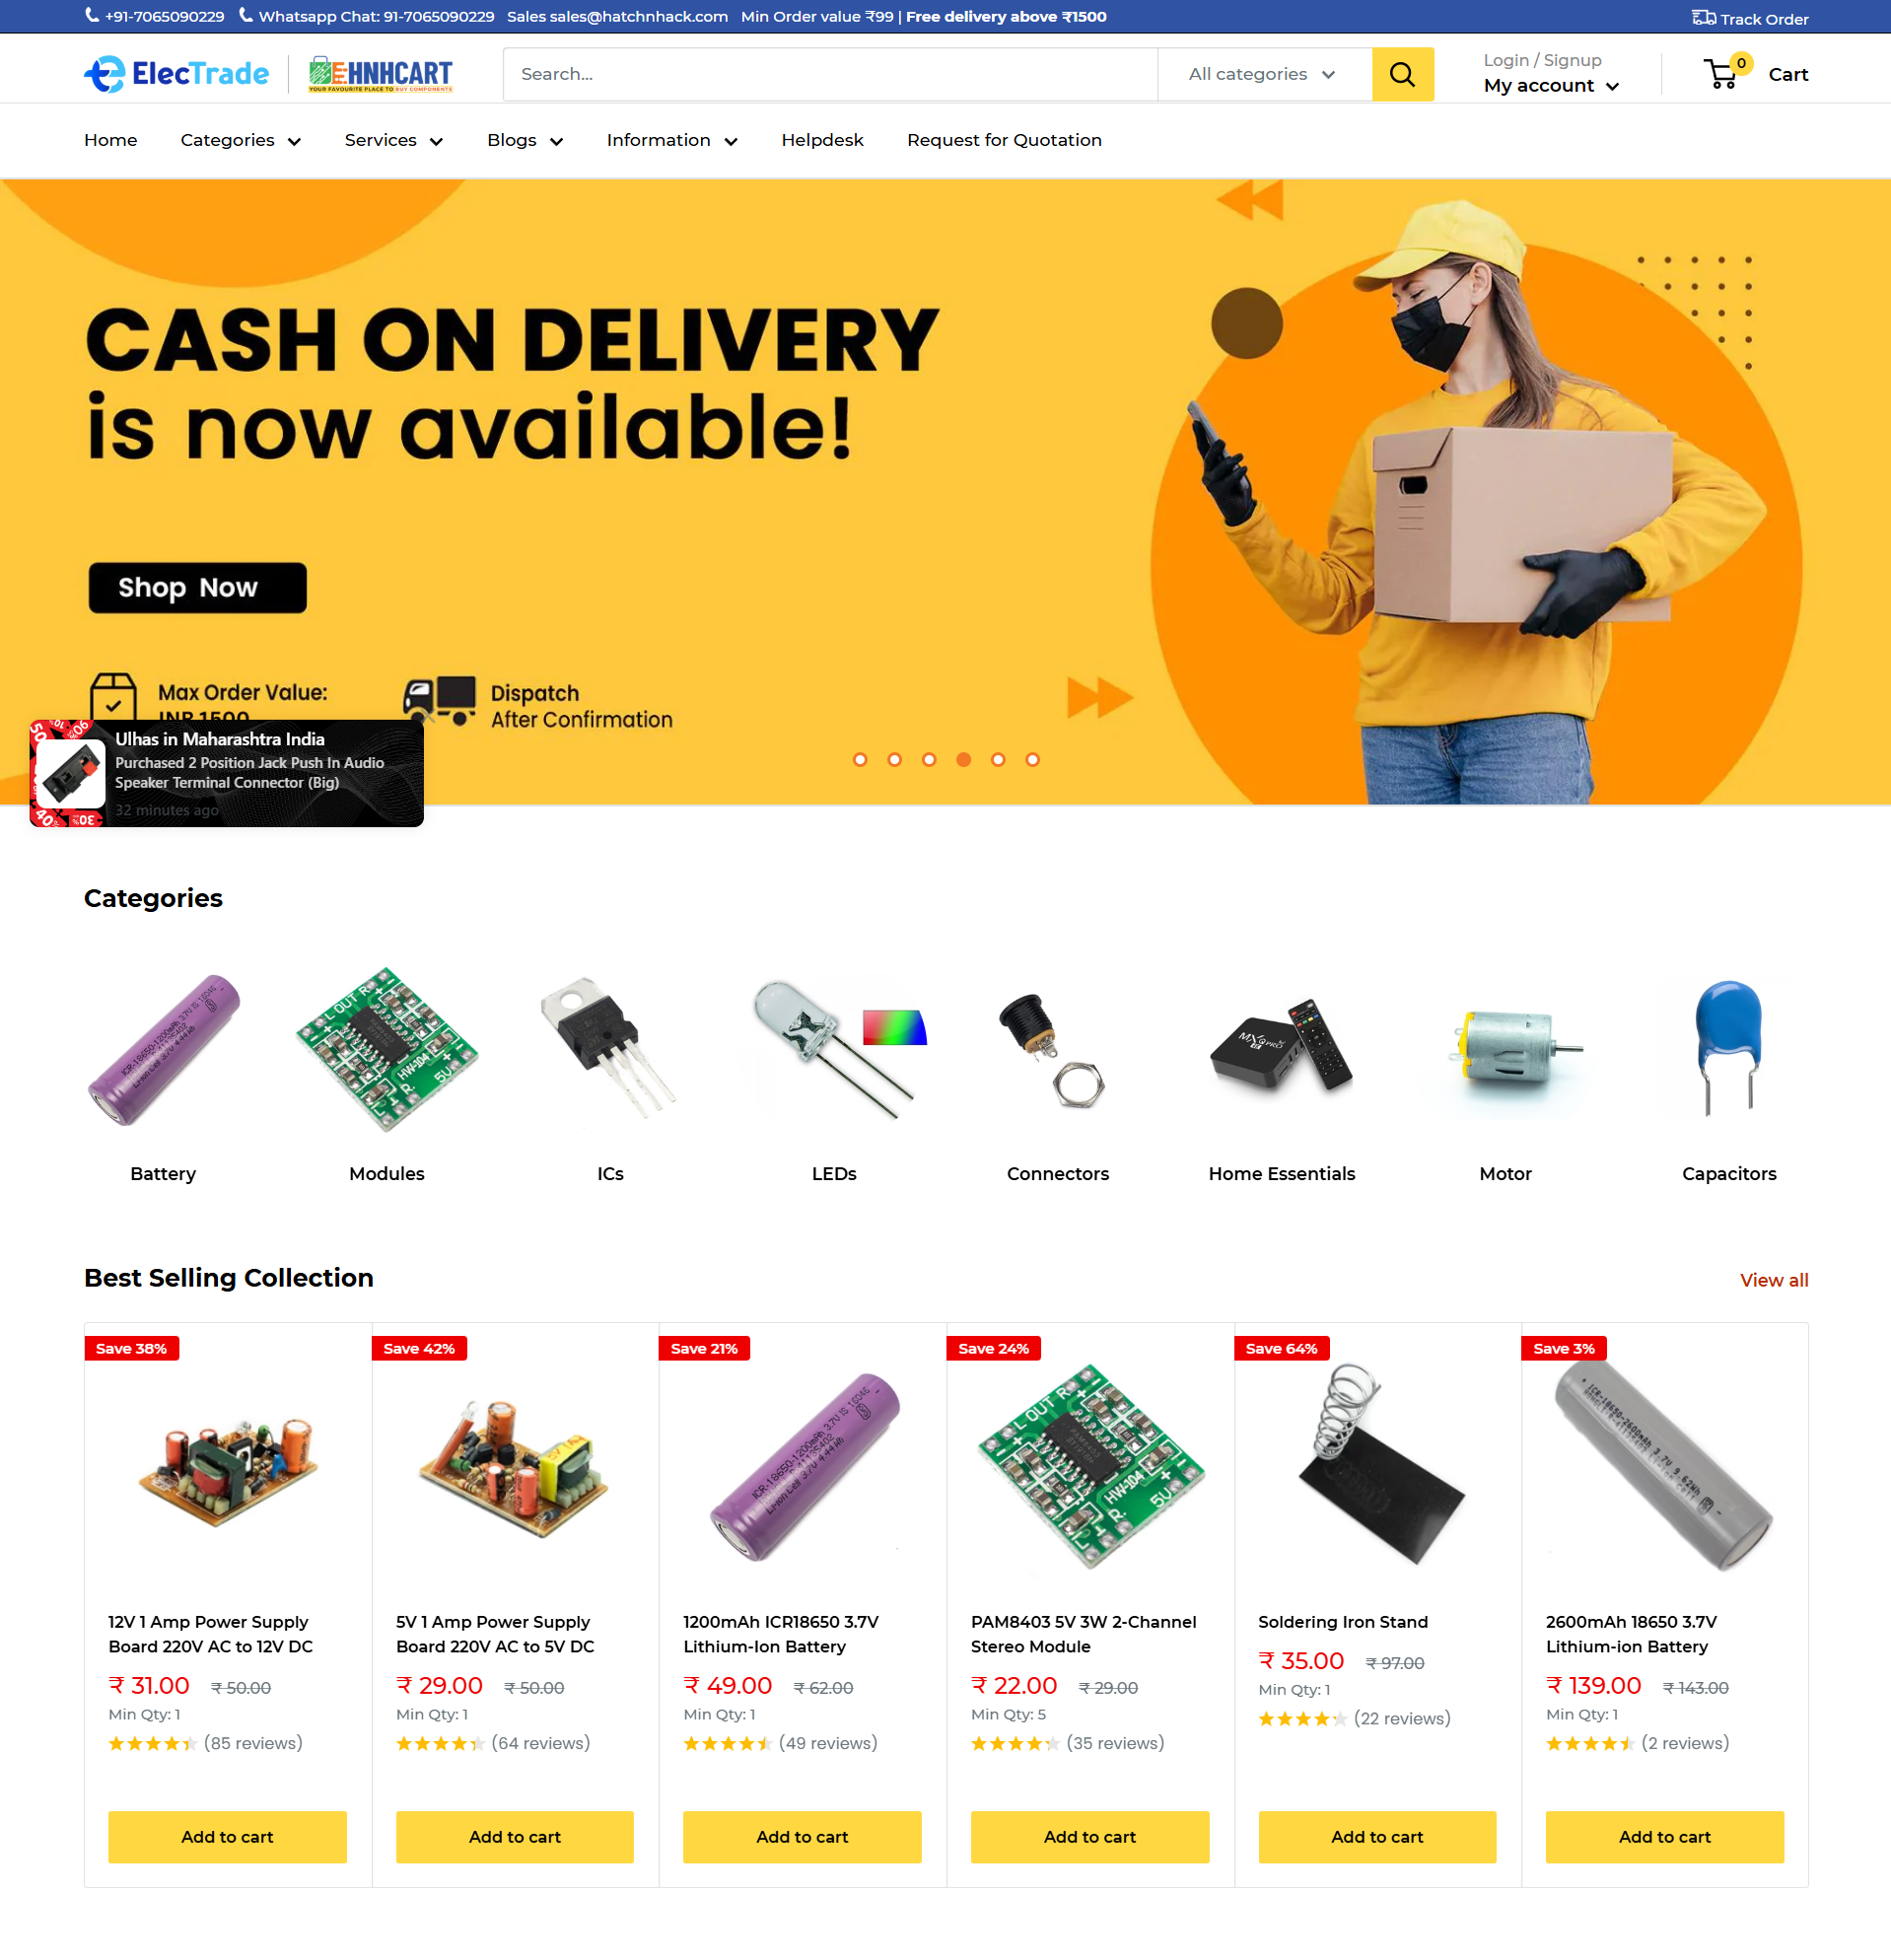 +91-7065090229 Whatsapp Chat: 91-7065090229 Sales sales@hatchnhack.com Min Order value ₹99 | Free delivery above ₹1500 Track Order
ElecTrade
E-HNHCART
YOUR FAVOURITE PLACE TO BUY COMPONENTS
Search...
All categories
Login / Signup
My account
0
Cart
Home Categories Services Blogs Information Helpdesk Request for Quotation
CASH ON DELIVERY
is now available!
Shop Now
Max Order Value:
INR 1500
Dispatch
After Confirmation
Ulhas in Maharashtra India
Purchased 2 Position Jack Push In Audio
Speaker Terminal Connector (Big)
32 minutes ago
Categories
Battery Modules ICs LEDs Connectors Home Essentials Motor Capacitors
Best Selling Collection
View all
Save 38%
12V 1 Amp Power Supply
Board 220V AC to 12V DC
₹ 31.00 ₹ 50.00
Min Qty: 1
(85 reviews)
Add to cart
Save 42%
5V 1 Amp Power Supply
Board 220V AC to 5V DC
₹ 29.00 ₹ 50.00
Min Qty: 1
(64 reviews)
Add to cart
Save 21%
1200mAh ICR18650 3.7V
Lithium-Ion Battery
₹ 49.00 ₹ 62.00
Min Qty: 1
(49 reviews)
Add to cart
Save 24%
L OUT R
HW-104
5V
PAM8403 5V 3W 2-Channel
Stereo Module
₹ 22.00 ₹ 29.00
Min Qty: 5
(35 reviews)
Add to cart
Save 64%
Soldering Iron Stand
₹ 35.00 ₹ 97.00
Min Qty: 1
(22 reviews)
Add to cart
Save 3%
2600mAh 18650 3.7V
Lithium-ion Battery
₹ 139.00 ₹ 143.00
Min Qty: 1
(2 reviews)
Add to cart